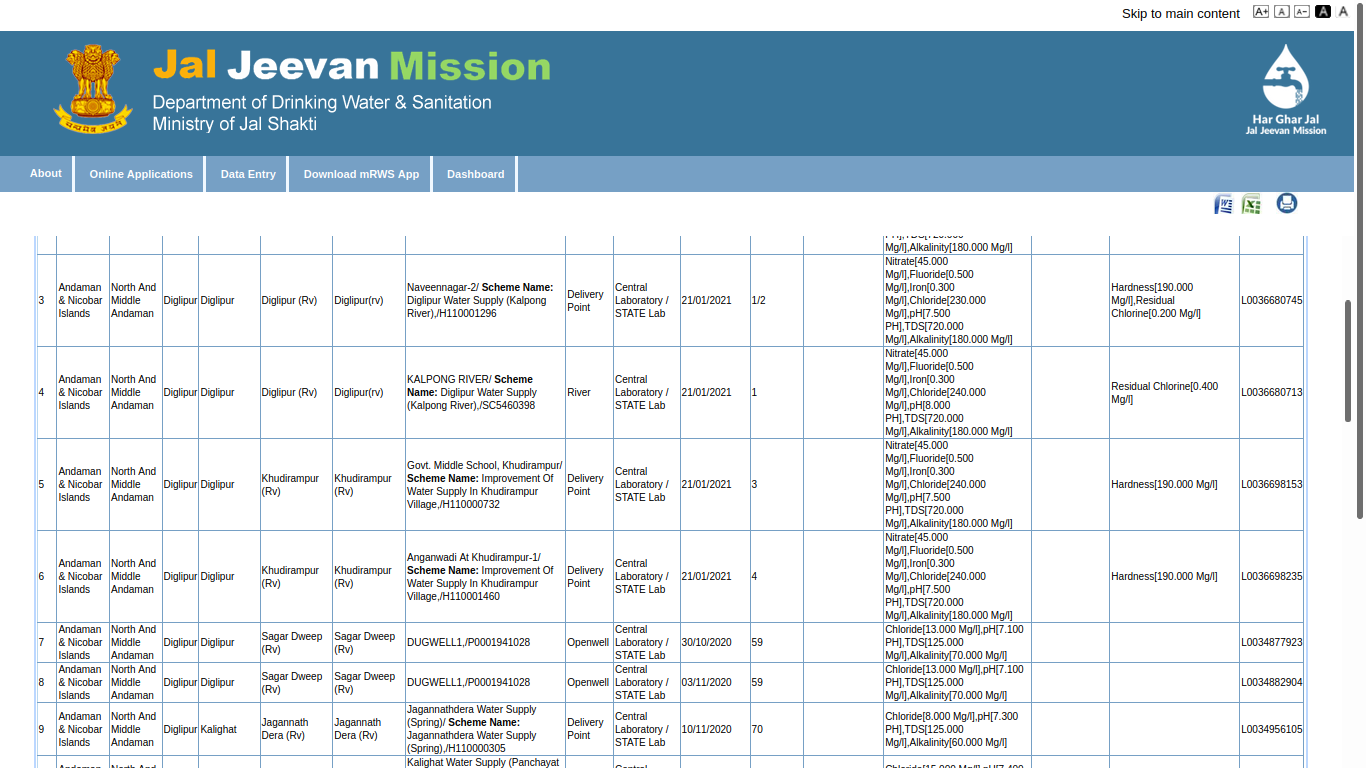 Skip to main content A+ A A− A A
Jal Jeevan Mission
Department of Drinking Water & Sanitation
Ministry of Jal Shakti
Har Ghar Jal
Jal Jeevan Mission
About
Online Applications
Data Entry
Download mRWS App
Dashboard
Mg/l],Alkalinity[180.000 Mg/l]
3
Andaman
& Nicobar
Islands
North And
Middle
Andaman
Diglipur
Diglipur
Diglipur (Rv)
Diglipur(rv)
Naveennagar-2/ Scheme Name:
Diglipur Water Supply (Kalpong
River),/H110001296
Delivery
Point
Central
Laboratory /
STATE Lab
21/01/2021
1/2
Nitrate[45.000
Mg/l],Fluoride[0.500
Mg/l],Iron[0.300
Mg/l],Chloride[230.000
Mg/l],pH[7.500
PH],TDS[720.000
Mg/l],Alkalinity[180.000 Mg/l]
Hardness[190.000
Mg/l],Residual
Chlorine[0.200 Mg/l]
L0036680745
4
Andaman
& Nicobar
Islands
North And
Middle
Andaman
Diglipur
Diglipur
Diglipur (Rv)
Diglipur(rv)
KALPONG RIVER/ Scheme
Name: Diglipur Water Supply
(Kalpong River),/SC5460398
River
Central
Laboratory /
STATE Lab
21/01/2021
1
Nitrate[45.000
Mg/l],Fluoride[0.500
Mg/l],Iron[0.300
Mg/l],Chloride[240.000
Mg/l],pH[8.000
PH],TDS[720.000
Mg/l],Alkalinity[180.000 Mg/l]
Residual Chlorine[0.400
Mg/l]
L0036680713
5
Andaman
& Nicobar
Islands
North And
Middle
Andaman
Diglipur
Diglipur
Khudirampur
(Rv)
Khudirampur
(Rv)
Govt. Middle School, Khudirampur/
Scheme Name: Improvement Of
Water Supply In Khudirampur
Village,/H110000732
Delivery
Point
Central
Laboratory /
STATE Lab
21/01/2021
3
Nitrate[45.000
Mg/l],Fluoride[0.500
Mg/l],Iron[0.300
Mg/l],Chloride[240.000
Mg/l],pH[7.500
PH],TDS[720.000
Mg/l],Alkalinity[180.000 Mg/l]
Hardness[190.000 Mg/l]
L0036698153
6
Andaman
& Nicobar
Islands
North And
Middle
Andaman
Diglipur
Diglipur
Khudirampur
(Rv)
Khudirampur
(Rv)
Anganwadi At Khudirampur-1/
Scheme Name: Improvement Of
Water Supply In Khudirampur
Village,/H110001460
Delivery
Point
Central
Laboratory /
STATE Lab
21/01/2021
4
Nitrate[45.000
Mg/l],Fluoride[0.500
Mg/l],Iron[0.300
Mg/l],Chloride[240.000
Mg/l],pH[7.500
PH],TDS[720.000
Mg/l],Alkalinity[180.000 Mg/l]
Hardness[190.000 Mg/l]
L0036698235
7
Andaman
& Nicobar
Islands
North And
Middle
Andaman
Diglipur
Diglipur
Sagar Dweep
(Rv)
Sagar Dweep
(Rv)
DUGWELL1,/P0001941028
Openwell
Central
Laboratory /
STATE Lab
30/10/2020
59
Chloride[13.000 Mg/l],pH[7.100
PH],TDS[125.000
Mg/l],Alkalinity[70.000 Mg/l]
L0034877923
8
Andaman
& Nicobar
Islands
North And
Middle
Andaman
Diglipur
Diglipur
Sagar Dweep
(Rv)
Sagar Dweep
(Rv)
DUGWELL1,/P0001941028
Openwell
Central
Laboratory /
STATE Lab
03/11/2020
59
Chloride[13.000 Mg/l],pH[7.100
PH],TDS[125.000
Mg/l],Alkalinity[70.000 Mg/l]
L0034882904
9
Andaman
& Nicobar
Islands
North And
Middle
Andaman
Diglipur
Kalighat
Jagannath
Dera (Rv)
Jagannath
Dera (Rv)
Jagannathdera Water Supply
(Spring)/ Scheme Name:
Jagannathdera Water Supply
(Spring),/H110000305
Delivery
Point
Central
Laboratory /
STATE Lab
10/11/2020
70
Chloride[8.000 Mg/l],pH[7.300
PH],TDS[125.000
Mg/l],Alkalinity[60.000 Mg/l]
L0034956105
Kalighat Water Supply (Panchayat